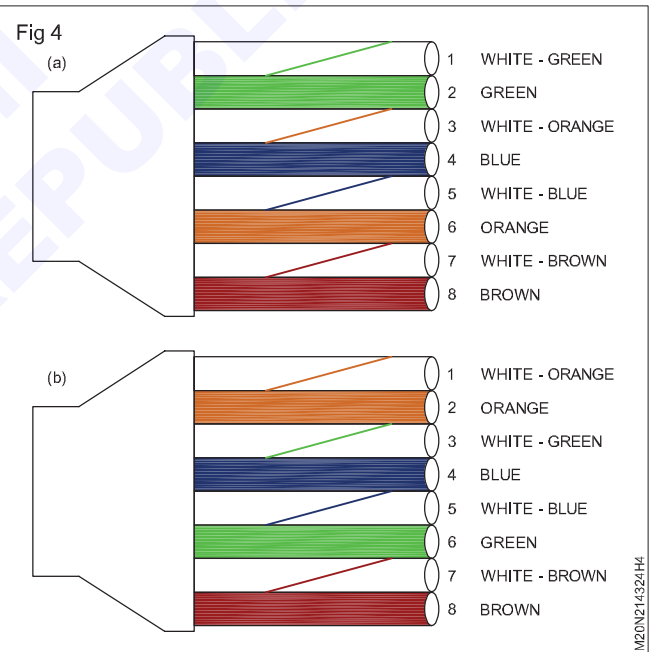 Fig 4
(a)
1 WHITE - GREEN
2 GREEN
3 WHITE - ORANGE
4 BLUE
5 WHITE - BLUE
6 ORANGE
7 WHITE - BROWN
8 BROWN
(b)
1 WHITE - ORANGE
2 ORANGE
3 WHITE - GREEN
4 BLUE
5 WHITE - BLUE
6 GREEN
7 WHITE - BROWN
8 BROWN
M20N214324H4